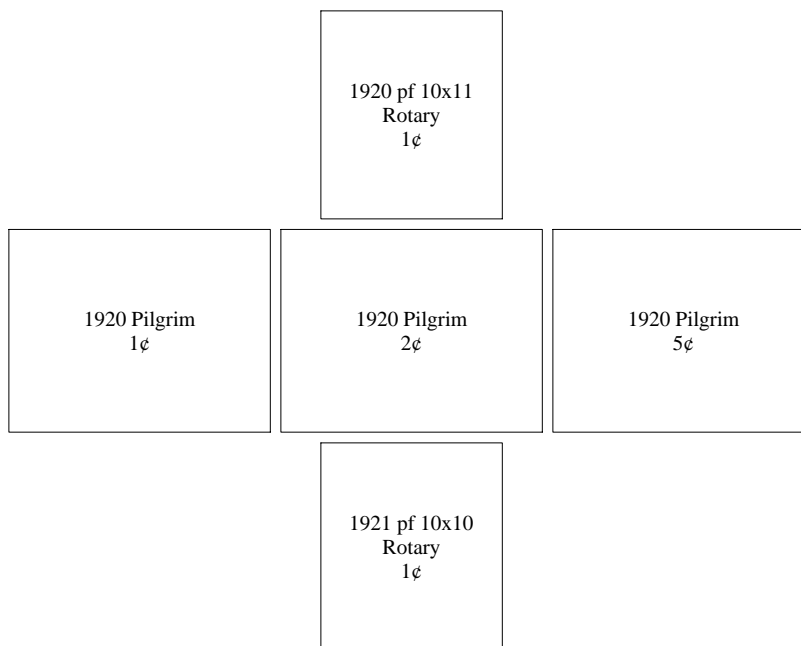 1920 pf 10x11
Rotary
1¢
1920 Pilgrim
1¢
1920 Pilgrim
2¢
1920 Pilgrim
5¢
1921 pf 10x10
Rotary
1¢